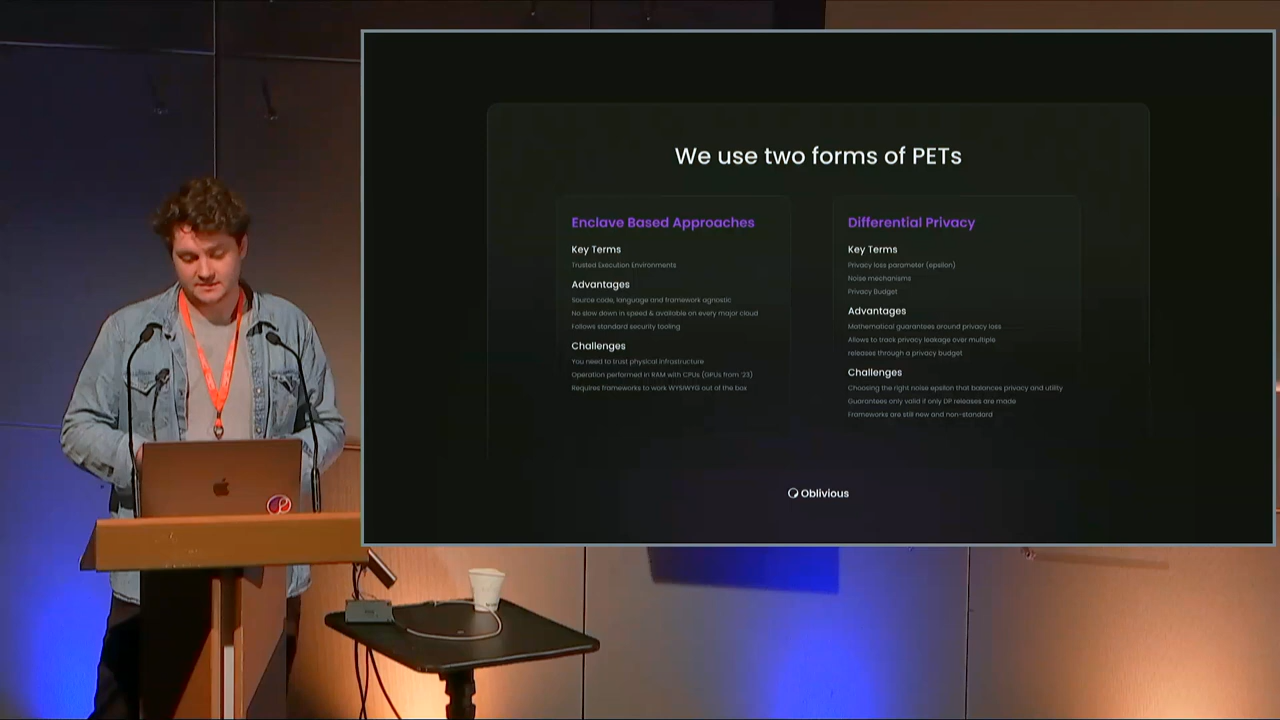 We use two forms of PETs
Enclave Based Approaches
Key Terms
Trusted Execution Environments
Advantages
Source code, language and framework agnostic
No slow down in speed & available on every major cloud
Follows standard security tooling
Challenges
You need to trust physical infrastructure
Operation performed in RAM with CPUs (GPUs from '23)
Requires frameworks to work WYSIWYG out of the box
Differential Privacy
Key Terms
Privacy loss parameter (epsilon)
Noise mechanisms
Privacy Budget
Advantages
Mathematical guarantees around privacy loss
Allows to track privacy leakage over multiple
releases through a privacy budget
Challenges
Choosing the right noise epsilon that balances privacy and utility
Guarantees only valid if only DP releases are made
Frameworks are still new and non-standard
Oblivious